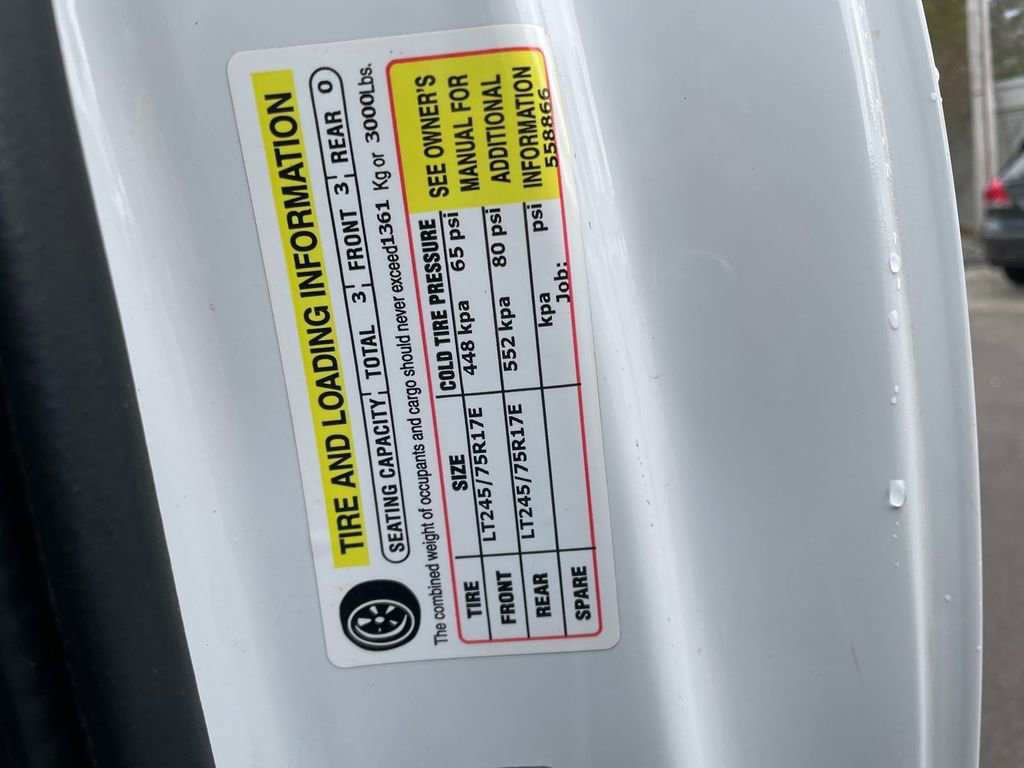 TIRE AND LOADING INFORMATION
SEATING CAPACITY TOTAL 3 FRONT 3 REAR 0
The combined weight of occupants and cargo should never exceed1361 Kg or 3000Lbs.
TIRE SIZE COLD TIRE PRESSURE
FRONT LT245/75R17E 448 kpa 65 psi
REAR LT245/75R17E 552 kpa 80 psi
SPARE kpa psi
SEE OWNER'S
MANUAL FOR
ADDITIONAL
INFORMATION
Job: 558866